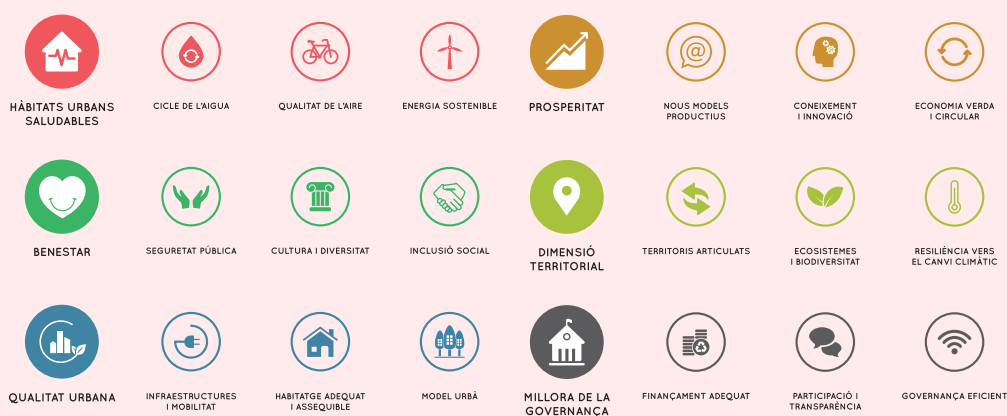 HÀBITATS URBANS
SALUDABLES
CICLE DE L'AIGUA
QUALITAT DE L'AIRE
ENERGIA SOSTENIBLE
PROSPERITAT
NOUS MODELS
PRODUCTIUS
CONEIXEMENT
I INNOVACIÓ
ECONOMIA VERDA
I CIRCULAR
BENESTAR
SEGURETAT PÚBLICA
CULTURA I DIVERSITAT
INCLUSIÓ SOCIAL
DIMENSIÓ
TERRITORIAL
TERRITORIS ARTICULATS
ECOSISTEMES
I BIODIVERSITAT
RESILIÈNCIA VERS
EL CANVI CLIMÀTIC
QUALITAT URBANA
INFRAESTRUCTURES
I MOBILITAT
HABITATGE ADEQUAT
I ASSEQUIBLE
MODEL URBÀ
MILLORA DE LA
GOVERNANÇA
FINANÇAMENT ADEQUAT
PARTICIPACIÓ I
TRANSPARÈNCIA
GOVERNANÇA